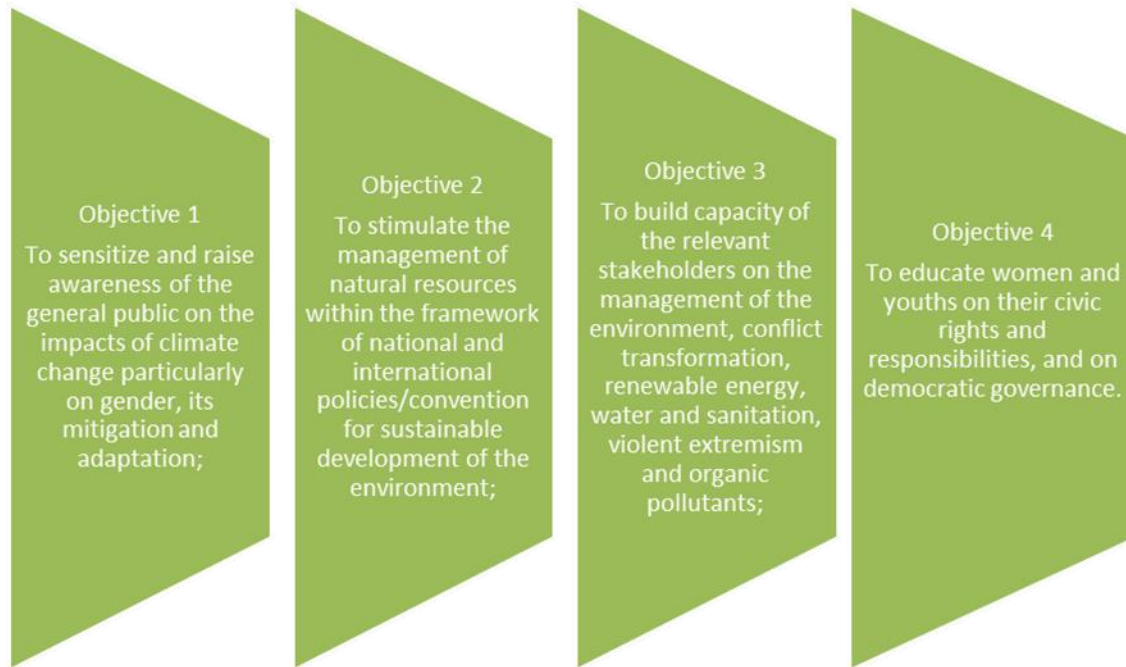 Objective 1
To sensitize and raise
awareness of the
general public on the
impacts of climate
change particularly
on gender, its
mitigation and
adaptation;
Objective 2
To stimulate the
management of
natural resources
within the framework
of national and
international
policies/convention
for sustainable
development of the
environment;
Objective 3
To build capacity of
the relevant
stakeholders on the
management of the
environment, conflict
transformation,
renewable energy,
water and sanitation,
violent extremism
and organic
pollutants;
Objective 4
To educate women and
youths on their civic
rights and
responsibilities, and on
democratic governance.